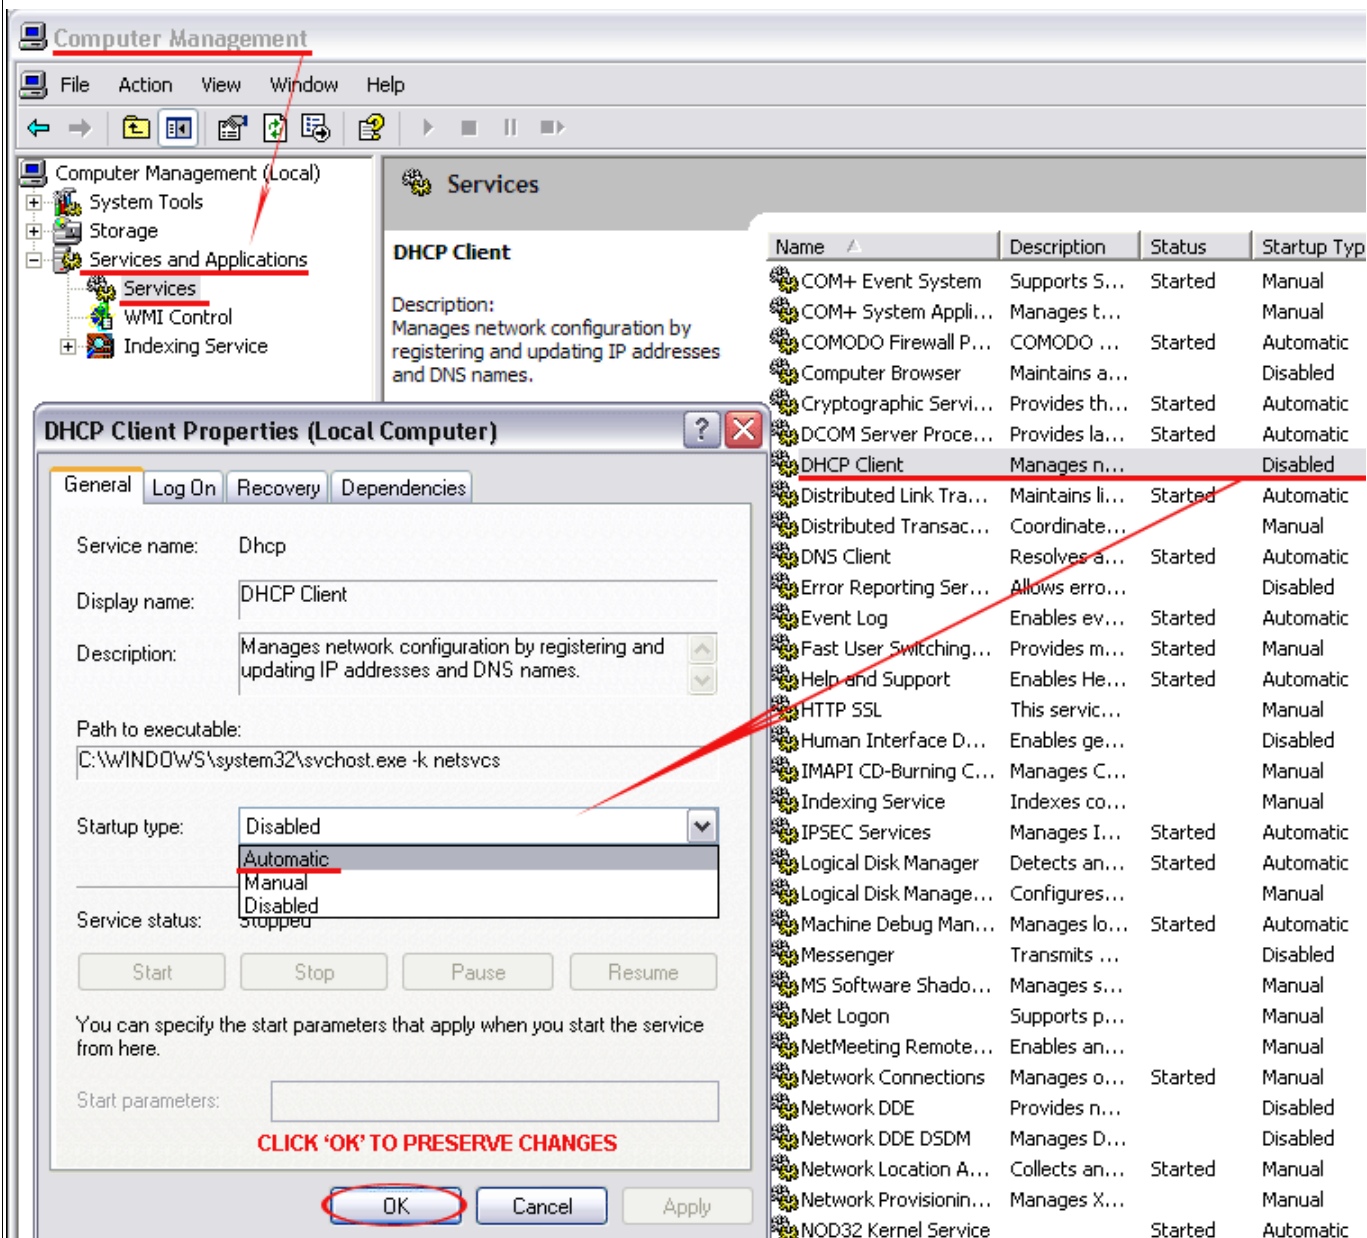 Computer Management
File Action View Window Help
Computer Management (Local)
System Tools
Storage
Services and Applications
Services
WMI Control
Indexing Service
Services
DHCP Client
Description:
Manages network configuration by
registering and updating IP addresses
and DNS names.
Name Description Status Startup Typ
COM+ Event System Supports S... Started Manual
COM+ System Appli... Manages t... Manual
COMODO Firewall P... COMODO ... Started Automatic
Computer Browser Maintains a... Disabled
Cryptographic Servi... Provides th... Started Automatic
DCOM Server Proce... Provides la... Started Automatic
DHCP Client Manages n... Disabled
Distributed Link Tra... Maintains li... Started Automatic
Distributed Transac... Coordinate... Manual
DNS Client Resolves a... Started Automatic
Error Reporting Ser... Allows erro... Disabled
Event Log Enables ev... Started Automatic
Fast User Switching... Provides m... Started Manual
Help and Support Enables He... Started Automatic
HTTP SSL This servic... Manual
Human Interface D... Enables ge... Disabled
IMAPI CD-Burning C... Manages C... Manual
Indexing Service Indexes co... Manual
IPSEC Services Manages I... Started Automatic
Logical Disk Manager Detects an... Started Automatic
Logical Disk Manage... Configures... Manual
Machine Debug Man... Manages lo... Started Automatic
Messenger Transmits ... Disabled
MS Software Shado... Manages s... Manual
Net Logon Supports p... Manual
NetMeeting Remote... Enables an... Manual
Network Connections Manages o... Started Manual
Network DDE Provides n... Disabled
Network DDE DSDM Manages D... Disabled
Network Location A... Collects an... Started Manual
Network Provisionin... Manages X... Manual
NOD32 Kernel Service Started Automatic
DHCP Client Properties (Local Computer)
General Log On Recovery Dependencies
Service name: Dhcp
Display name: DHCP Client
Description: Manages network configuration by registering and
updating IP addresses and DNS names.
Path to executable:
C:\WINDOWS\system32\svchost.exe -k netsvcs
Startup type: Disabled
Automatic
Manual
Disabled
Service status: Stopped
Start Stop Pause Resume
You can specify the start parameters that apply when you start the service
from here.
Start parameters:
CLICK ‘OK’ TO PRESERVE CHANGES
OK Cancel Apply